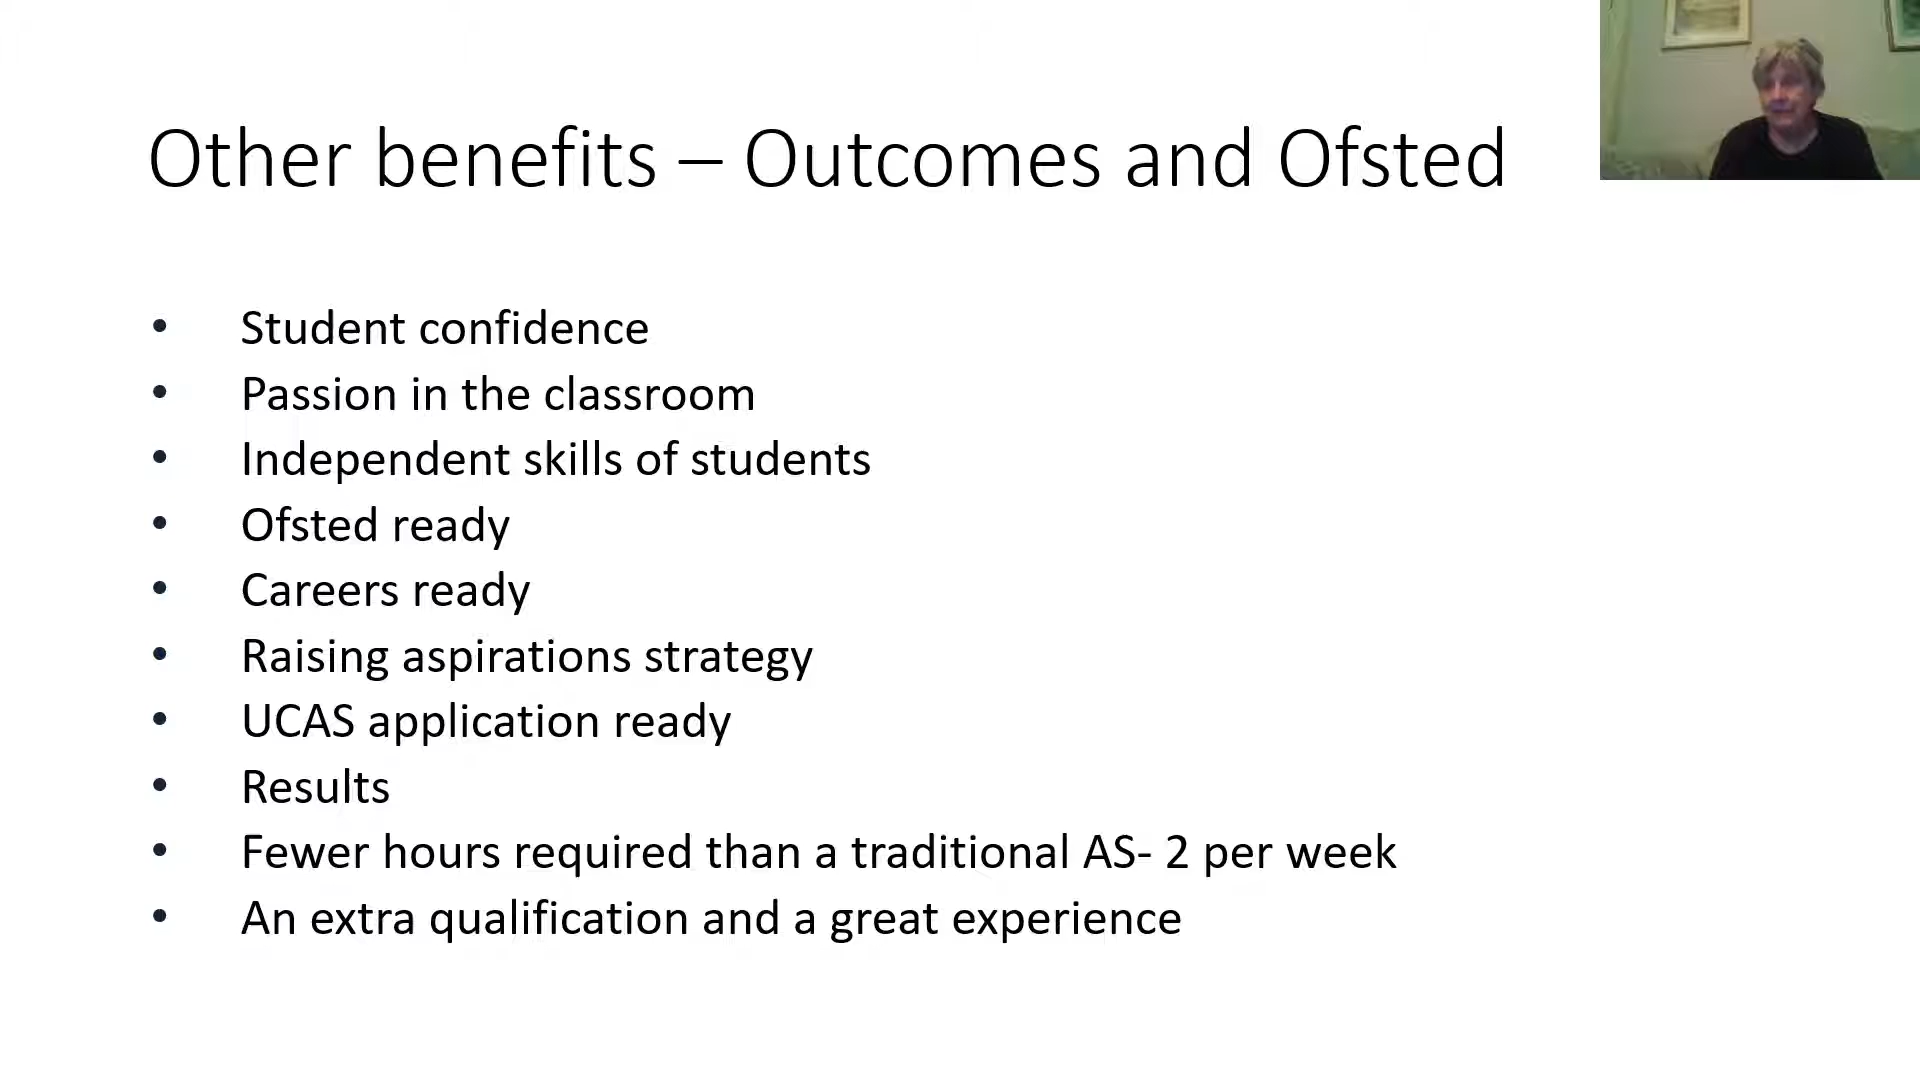 Other benefits – Outcomes and Ofsted
• Student confidence
• Passion in the classroom
• Independent skills of students
• Ofsted ready
• Careers ready
• Raising aspirations strategy
• UCAS application ready
• Results
• Fewer hours required than a traditional AS- 2 per week
• An extra qualification and a great experience